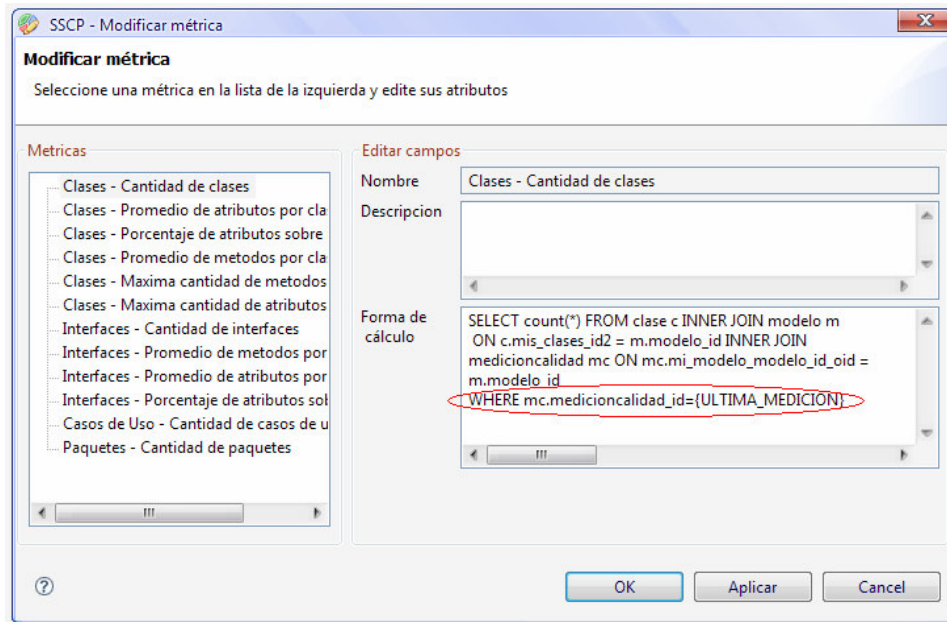 SSCP - Modificar métrica
Modificar métrica
Seleccione una métrica en la lista de la izquierda y edite sus atributos
Metricas
Clases - Cantidad de clases
Clases - Promedio de atributos por cla
Clases - Porcentaje de atributos sobre
Clases - Promedio de metodos por cla
Clases - Maxima cantidad de metodos
Clases - Maxima cantidad de atributos
Interfaces - Cantidad de interfaces
Interfaces - Promedio de metodos por
Interfaces - Promedio de atributos por
Interfaces - Porcentaje de atributos sol
Casos de Uso - Cantidad de casos de u
Paquetes - Cantidad de paquetes
Editar campos
Nombre
Clases - Cantidad de clases
Descripcion
Forma de
cálculo
SELECT count(*) FROM clase c INNER JOIN modelo m
ON c.mis_clases_id2 = m.modelo_id INNER JOIN
medicioncalidad mc ON mc.mi_modelo_modelo_id_oid =
m.modelo_id
WHERE mc.medicioncalidad_id={ULTIMA_MEDICION}
OK
Aplicar
Cancel